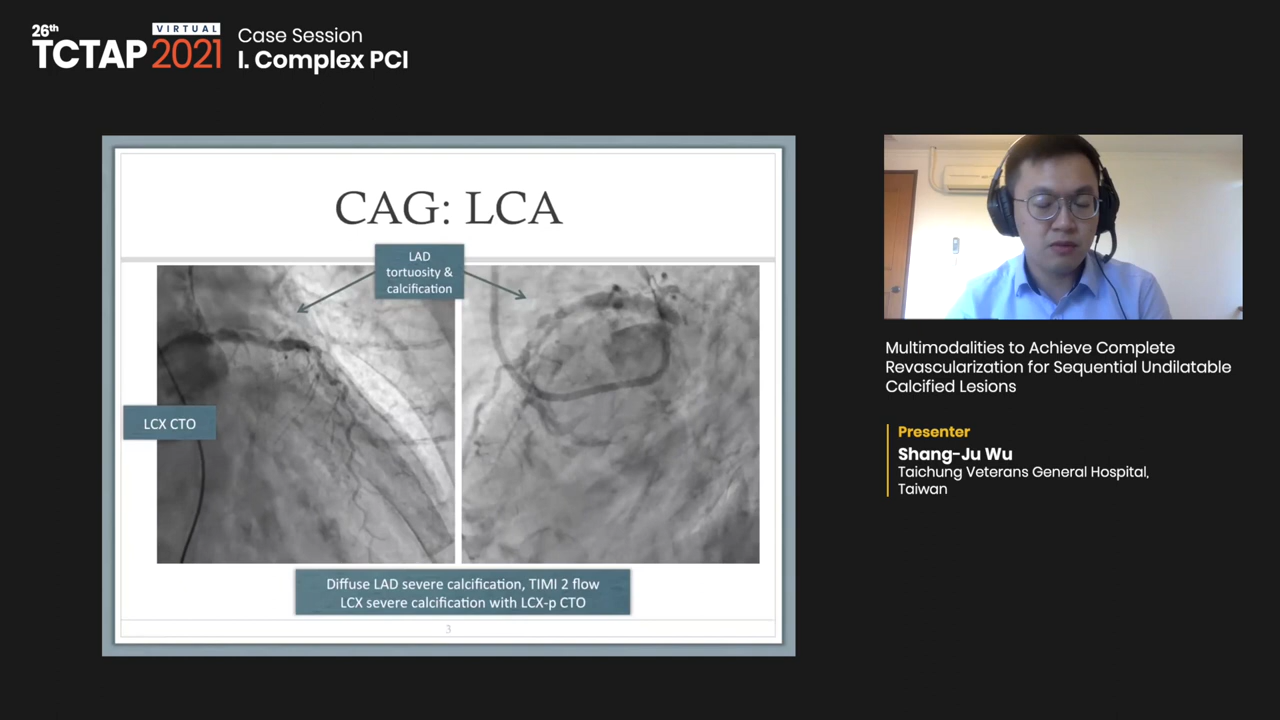 26th
VIRTUAL
TCTAP 2021
Case Session
I. Complex PCI
CAG: LCA
LAD
tortuosity &
calcification
LCX CTO
Diffuse LAD severe calcification, TIMI 2 flow
LCX severe calcification with LCX-p CTO
3
Multimodalities to Achieve Complete
Revascularization for Sequential Undilatable
Calcified Lesions
Presenter
Shang-Ju Wu
Taichung Veterans General Hospital,
Taiwan